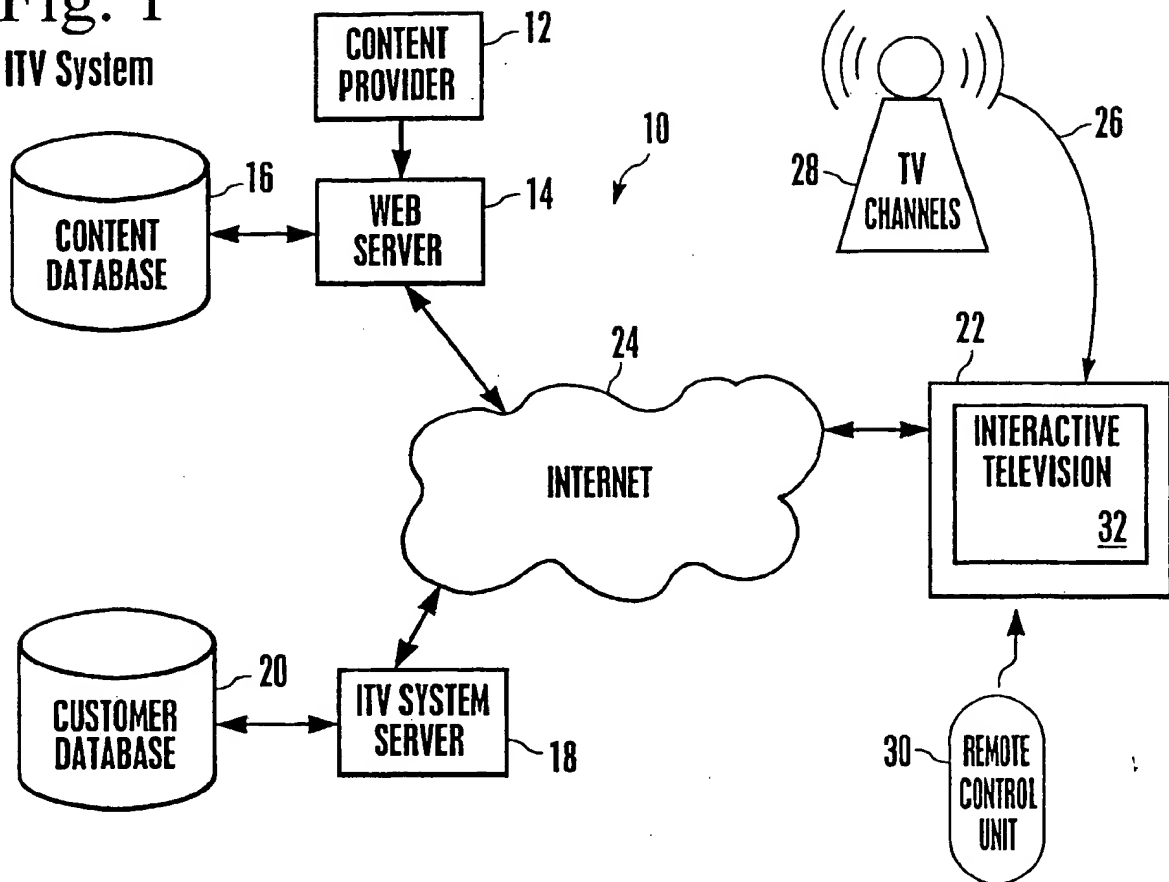 Fig. 1
ITV System
CONTENT
PROVIDER
12
10
16
CONTENT
DATABASE
WEB
SERVER
14
28
TV
CHANNELS
26
24
INTERNET
22
INTERACTIVE
TELEVISION
32
20
CUSTOMER
DATABASE
ITV SYSTEM
SERVER
18
30
REMOTE
CONTROL
UNIT